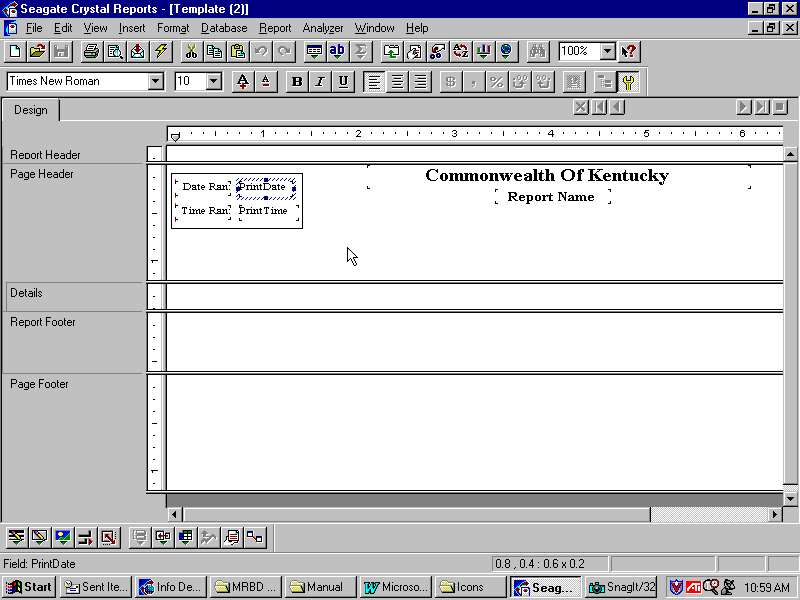 Seagate Crystal Reports - [Template (2)]
File Edit View Insert Format Database Report Analyzer Window Help
ab Σ 100%
Times New Roman 10 A A B I U $ , %
Design
1 2 3 4 5 6
Report Header
Page Header
Commonwealth Of Kentucky
Date Ran: PrintDate
Report Name
Time Ran: PrintTime
1
Details
Report Footer
Page Footer
1
Field: PrintDate 0.8 , 0.4 : 0.6 x 0.2
Start Sent Ite... Info De... MRBD ... Manual Microso... Icons Seag... SnagIt/32 10:59 AM